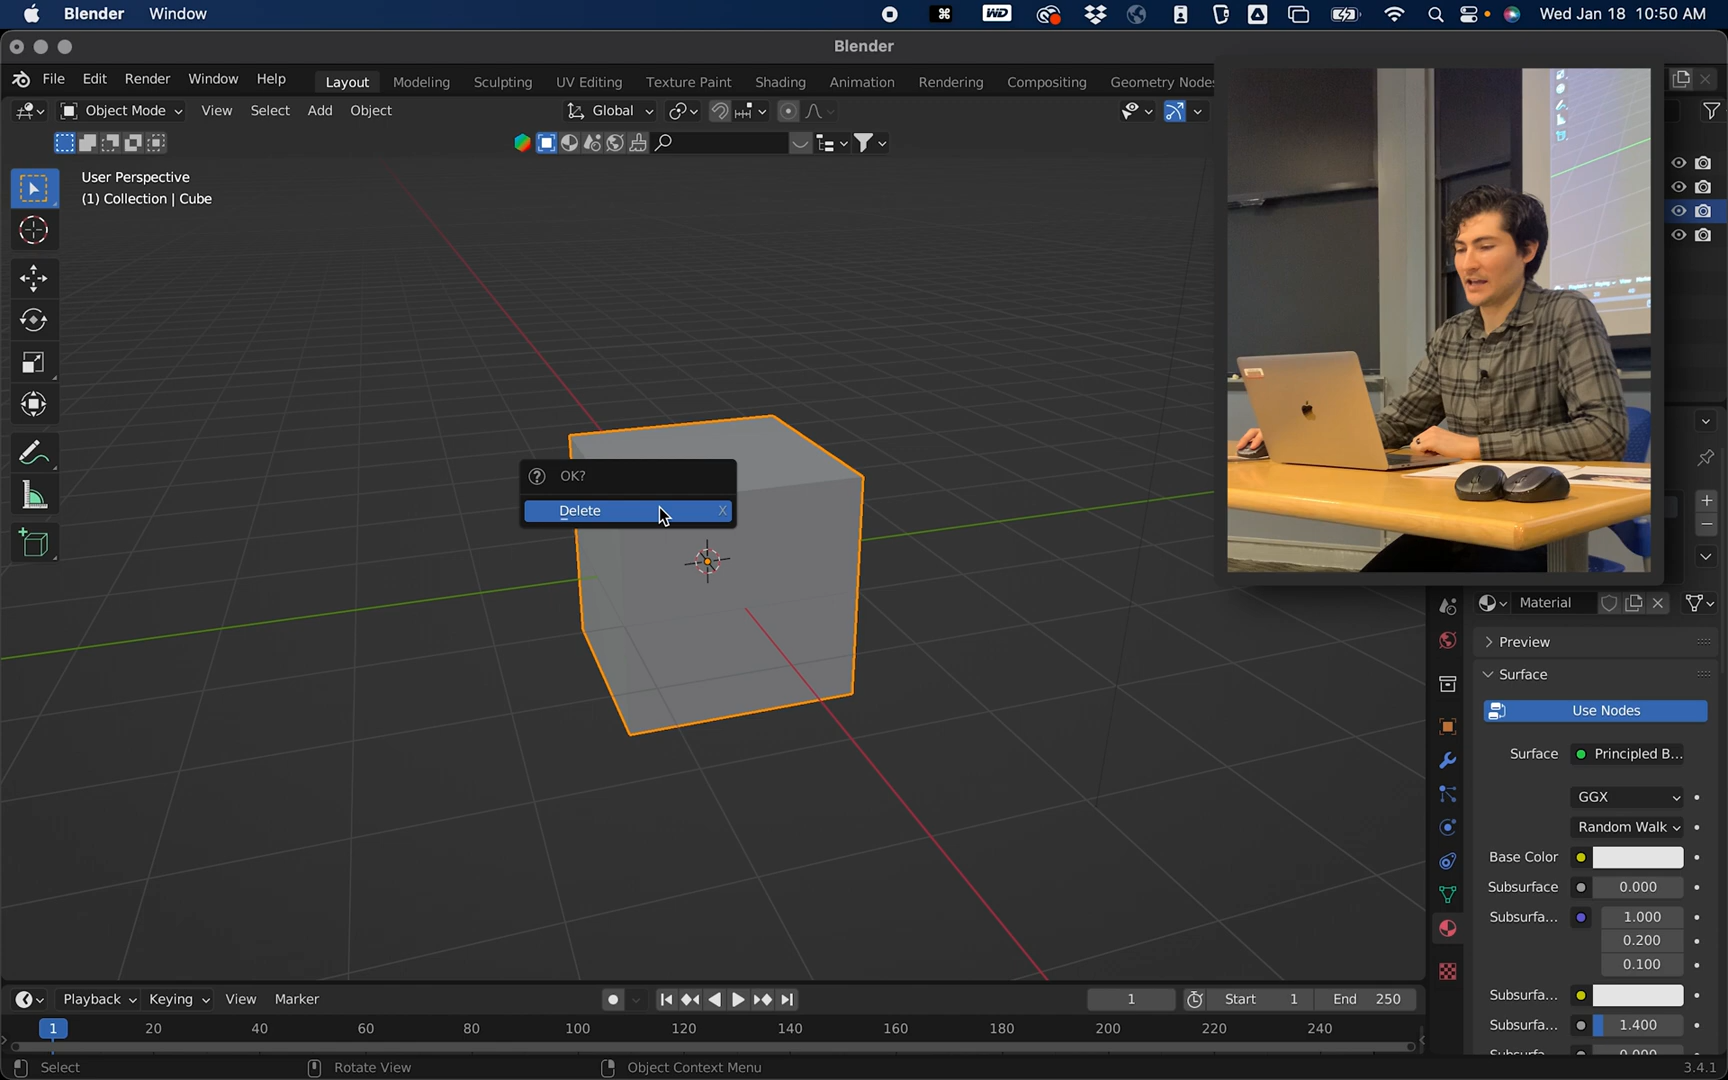 Blender Window
Wed Jan 18 10:50 AM
Blender
File Edit Render Window Help
Layout Modeling Sculpting UV Editing Texture Paint Shading Animation Rendering Compositing Geometry Nodes
Object Mode View Select Add Object
Global
User Perspective
(1) Collection | Cube
OK?
Delete X
Material
Preview
Surface
Use Nodes
Surface Principled B...
GGX
Random Walk
Base Color
Subsurface 0.000
Subsurfa... 1.000
0.200
0.100
Subsurfa...
Subsurfa... 1.400
Playback Keying View Marker
1 Start 1 End 250
1 20 40 60 80 100 120 140 160 180 200 220 240
Select Rotate View Object Context Menu
3.4.1